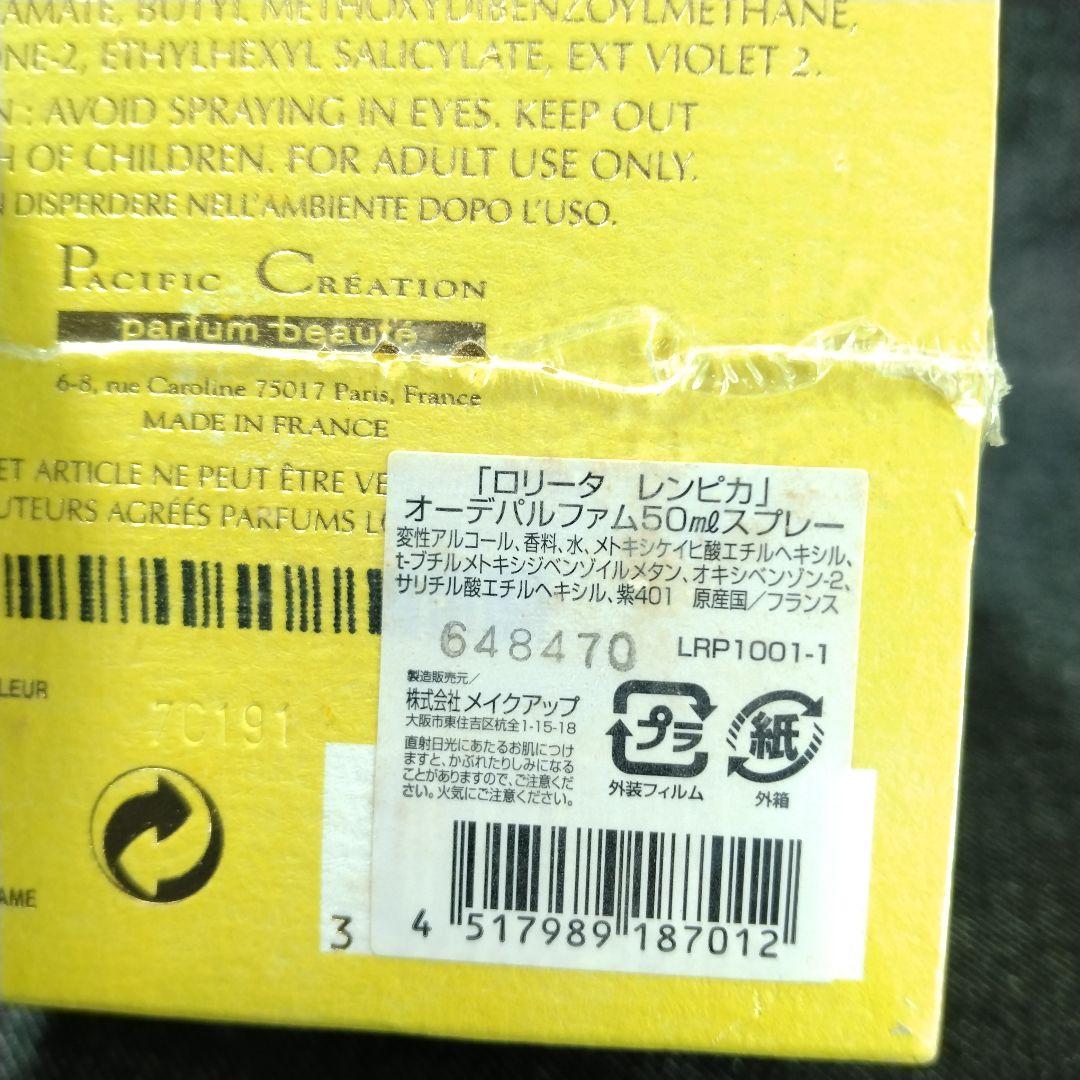 AMATE, BUTYL METHOXYDIBENZOYLMETHANE,
ONE-2, ETHYLHEXYL SALICYLATE, EXT VIOLET 2.
N : AVOID SPRAYING IN EYES. KEEP OUT
H OF CHILDREN. FOR ADULT USE ONLY.
N DISPERDERE NELL'AMBIENTE DOPO L'USO.
PACIFIC CRÉATION
parfum beauté
6-8, rue Caroline 75017 Paris, France
MADE IN FRANCE
ET ARTICLE NE PEUT ÊTRE VE
UTEURS AGRÉÉS PARFUMS LO
「ロリータ レンピカ」
オーデパルファム50mlスプレー
変性アルコール、香料、水、メトキシケイヒ酸エチルヘキシル、
t-ブチルメトキシジベンゾイルメタン、オキシベンゾン-2、
サリチル酸エチルヘキシル、紫401 原産国/フランス
648470 LRP1001-1
製造販売元/
株式会社 メイクアップ
大阪市東住吉区杭全1-15-18
直射日光にあたるお肌につけ
ますと、かぶれたりしみになる
ことがありますので、ご注意くだ
さい。火気にご注意ください。
プラ
外装フィルム
紙
外箱
4 517989 187012
LEUR
7C191
AME
3